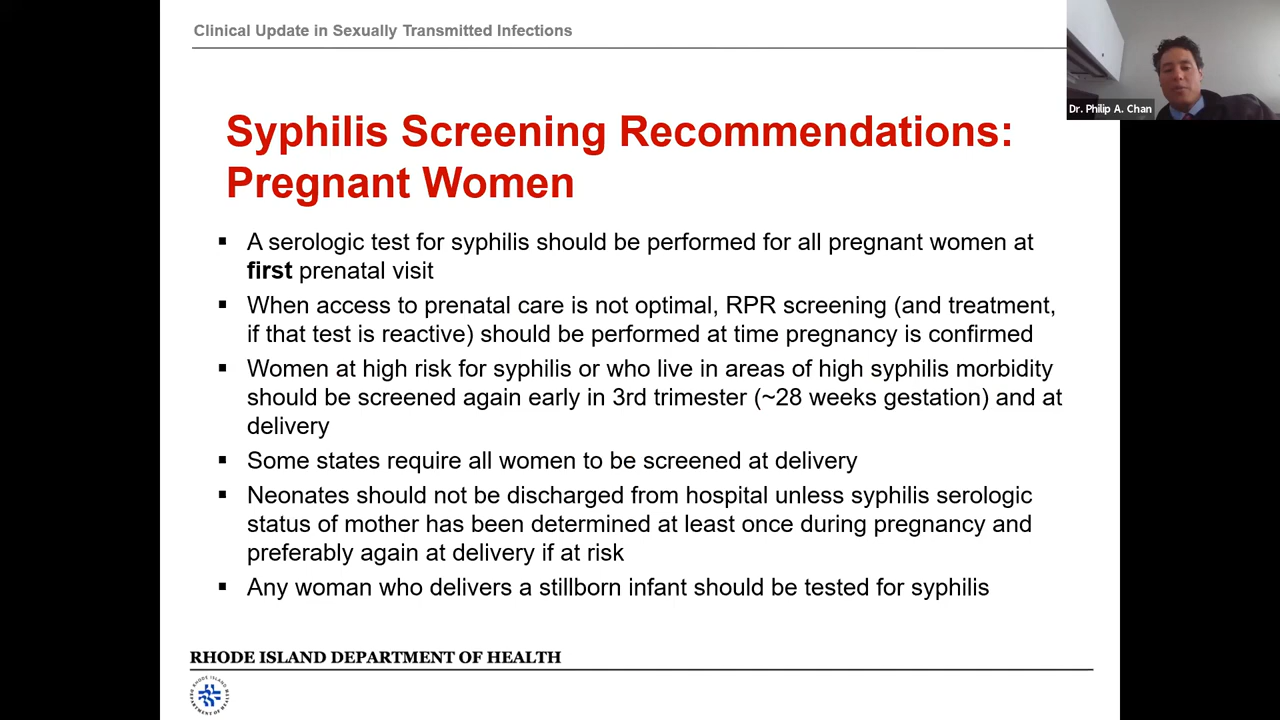 Clinical Update in Sexually Transmitted Infections
Dr. Philip A. Chan
Syphilis Screening Recommendations:
Pregnant Women
▪ A serologic test for syphilis should be performed for all pregnant women at
first prenatal visit
▪ When access to prenatal care is not optimal, RPR screening (and treatment,
if that test is reactive) should be performed at time pregnancy is confirmed
▪ Women at high risk for syphilis or who live in areas of high syphilis morbidity
should be screened again early in 3rd trimester (~28 weeks gestation) and at
delivery
▪ Some states require all women to be screened at delivery
▪ Neonates should not be discharged from hospital unless syphilis serologic
status of mother has been determined at least once during pregnancy and
preferably again at delivery if at risk
▪ Any woman who delivers a stillborn infant should be tested for syphilis
RHODE ISLAND DEPARTMENT OF HEALTH